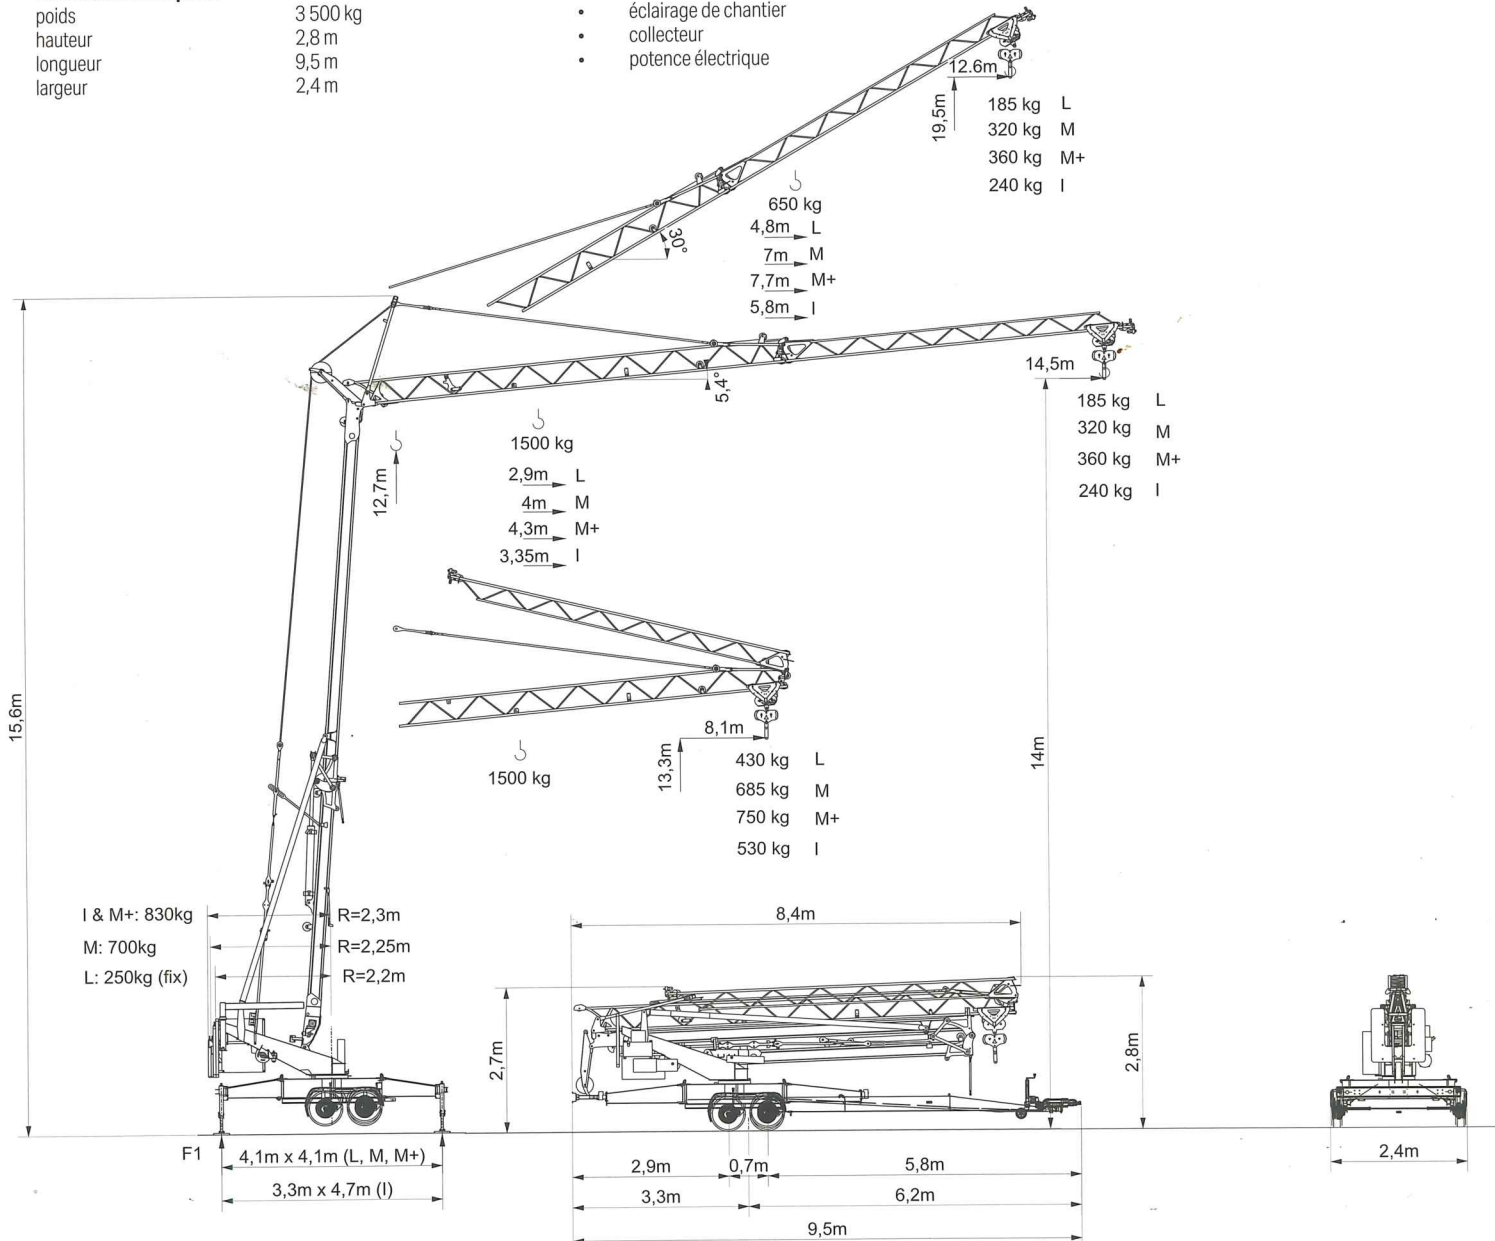 poids 3 500 kg
hauteur 2,8 m
longueur 9,5 m
largeur 2,4 m
• éclairage de chantier
• collecteur
• potence électrique
12.6m
19,5m
185 kg L
320 kg M
360 kg M+
240 kg I
650 kg
4,8m L
7m M
7,7m M+
5,8m I
30°
5,4°
14,5m
185 kg L
320 kg M
360 kg M+
240 kg I
12,7m
1500 kg
2,9m L
4m M
4,3m M+
3,35m I
15,6m
14m
1500 kg
8,1m
13,3m
430 kg L
685 kg M
750 kg M+
530 kg I
I & M+: 830kg R=2,3m
M: 700kg R=2,25m
L: 250kg (fix) R=2,2m
8,4m
2,7m
2,8m
F1 4,1m x 4,1m (L, M, M+)
3,3m x 4,7m (I)
2,9m 0,7m 5,8m
3,3m 6,2m
9,5m
2,4m